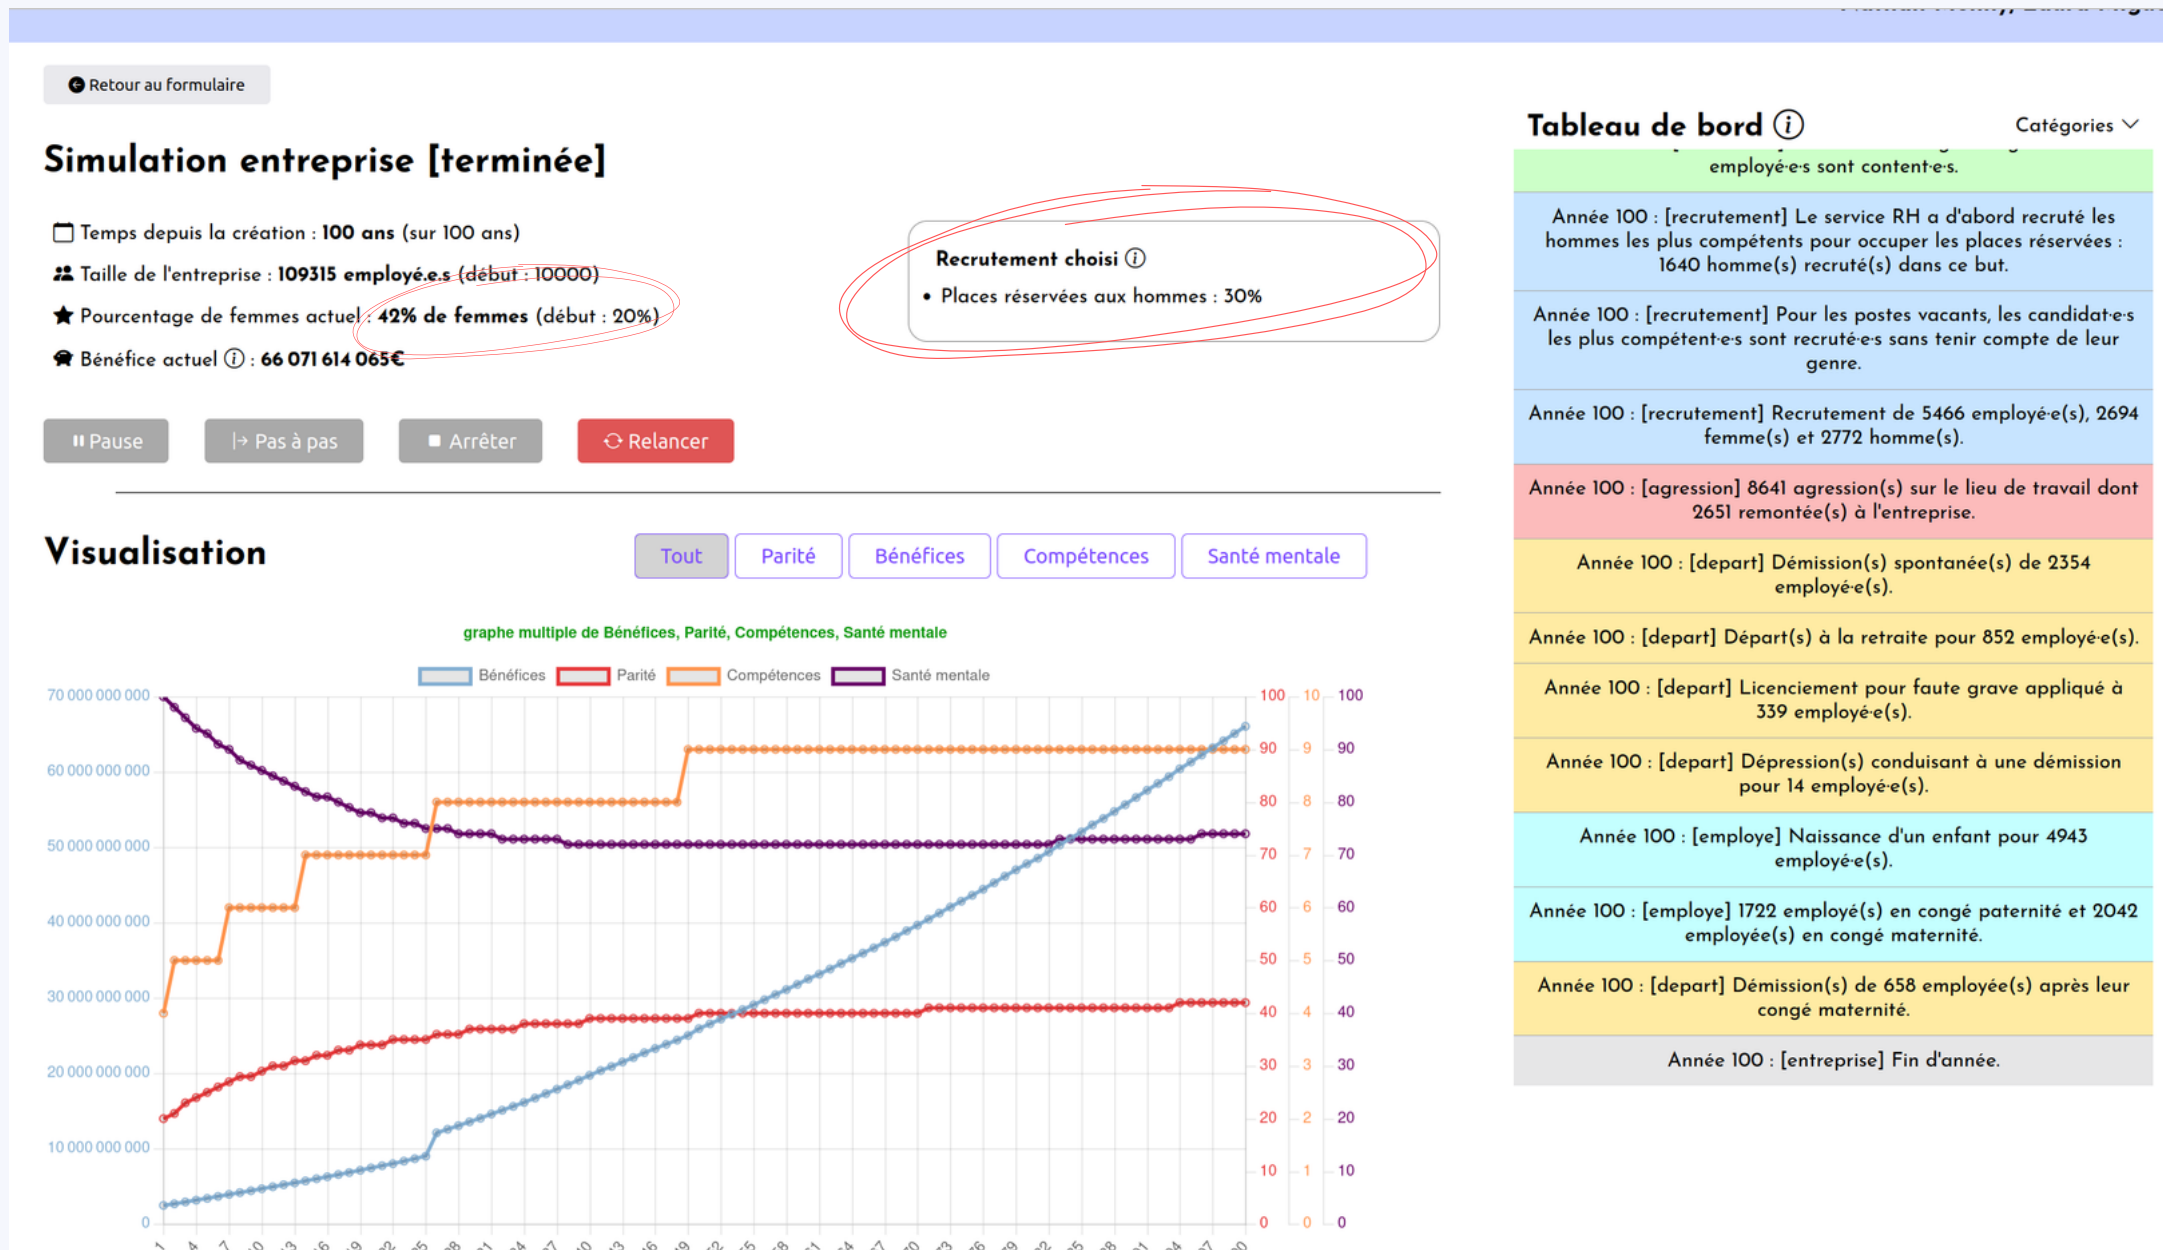 Retour au formulaire
Simulation entreprise [terminée]
Temps depuis la création : 100 ans (sur 100 ans)
Taille de l'entreprise : 109315 employé.e.s (début : 10000)
Pourcentage de femmes actuel : 42% de femmes (début : 20%)
Bénéfice actuel i : 66 071 614 065€
Recrutement choisi i
• Places réservées aux hommes : 30%
Pause
Pas à pas
Arrêter
Relancer
Visualisation
Tout
Parité
Bénéfices
Compétences
Santé mentale
graphe multiple de Bénéfices, Parité, Compétences, Santé mentale
Bénéfices Parité Compétences Santé mentale
70 000 000 000 100 10 100
90 9 90
60 000 000 000
80 8 80
50 000 000 000
70 7 70
40 000 000 000
60 6 60
50 5 50
30 000 000 000
40 4 40
30 3 30
20 000 000 000
20 2 20
10 000 000 000
10 1 10
0 0 0 0
Tableau de bord i
Catégories
employé·e·s sont content·e·s.
Année 100 : [recrutement] Le service RH a d'abord recruté les
hommes les plus compétents pour occuper les places réservées :
1640 homme(s) recruté(s) dans ce but.
Année 100 : [recrutement] Pour les postes vacants, les candidat·e·s
les plus compétent·e·s sont recruté·e·s sans tenir compte de leur
genre.
Année 100 : [recrutement] Recrutement de 5466 employé·e(s), 2694
femme(s) et 2772 homme(s).
Année 100 : [agression] 8641 agression(s) sur le lieu de travail dont
2651 remontée(s) à l'entreprise.
Année 100 : [depart] Démission(s) spontanée(s) de 2354
employé·e(s).
Année 100 : [depart] Départ(s) à la retraite pour 852 employé·e(s).
Année 100 : [depart] Licenciement pour faute grave appliqué à
339 employé·e(s).
Année 100 : [depart] Dépression(s) conduisant à une démission
pour 14 employé·e(s).
Année 100 : [employe] Naissance d'un enfant pour 4943
employé·e(s).
Année 100 : [employe] 1722 employé(s) en congé paternité et 2042
employée(s) en congé maternité.
Année 100 : [depart] Démission(s) de 658 employée(s) après leur
congé maternité.
Année 100 : [entreprise] Fin d'année.